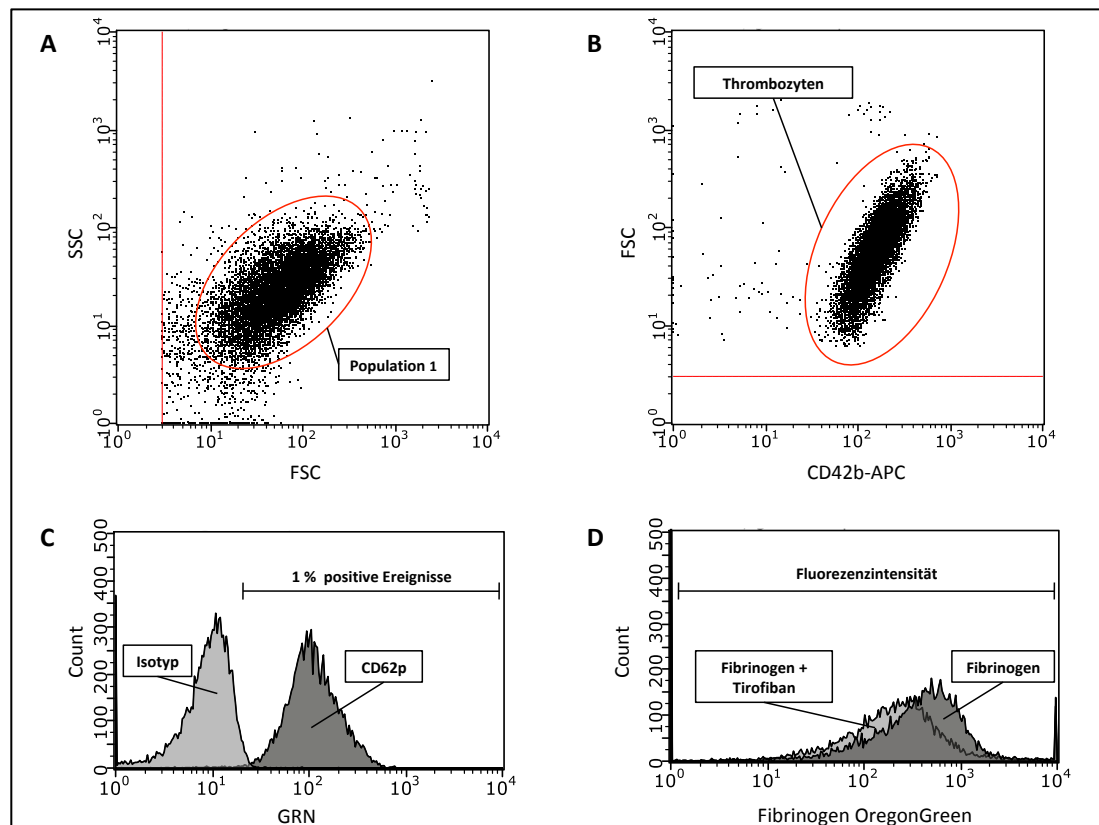 A
10^4
10^3
SSC
10^2
10^1
10^0
Population 1
10^0 10^1 10^2 10^3 10^4
FSC
B
10^4
Thrombozyten
10^3
FSC
10^2
10^1
10^0
10^0 10^1 10^2 10^3 10^4
CD42b-APC
C
500
400
300
200
100
0
Count
1 % positive Ereignisse
Isotyp
CD62p
10^0 10^1 10^2 10^3 10^4
GRN
D
500
400
300
200
100
0
Count
Fluorezenzintensität
Fibrinogen +
Tirofiban
Fibrinogen
10^0 10^1 10^2 10^3 10^4
Fibrinogen OregonGreen